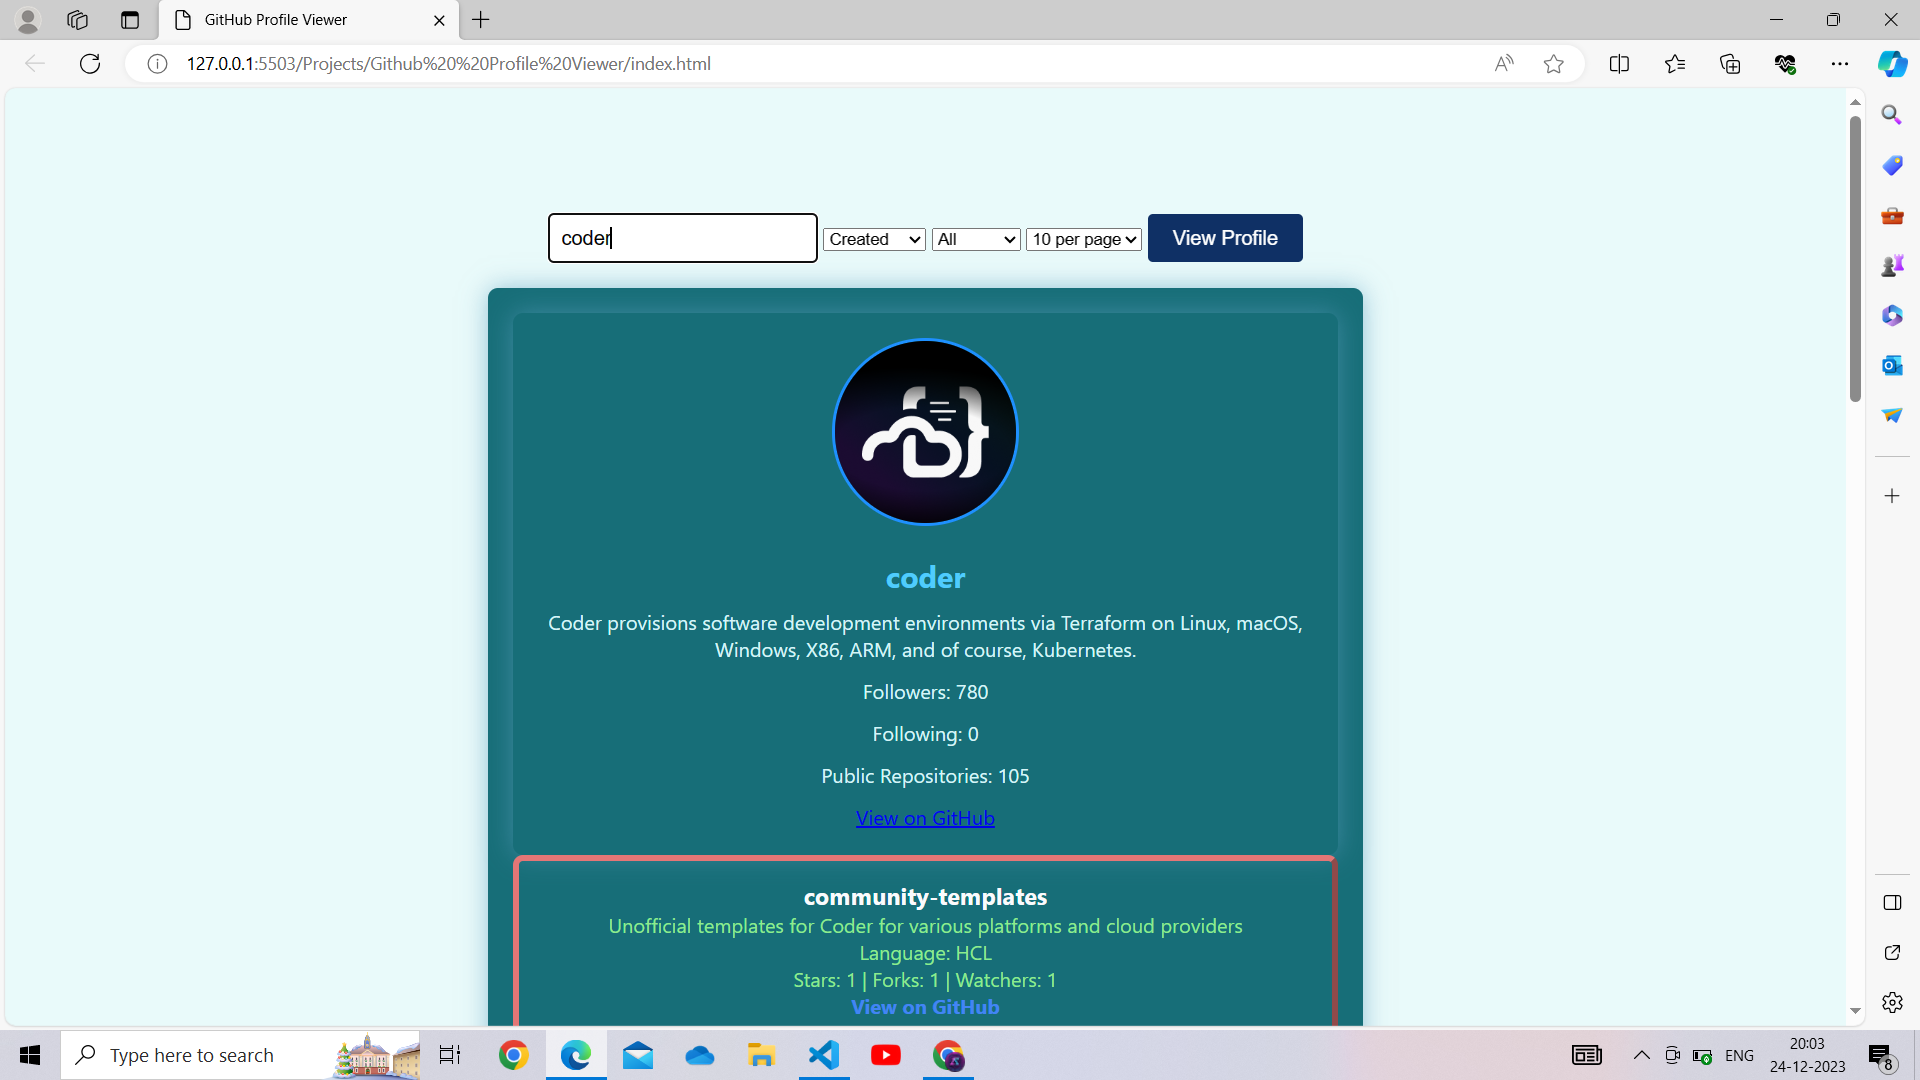 GitHub Profile Viewer
127.0.0.1:5503/Projects/Github%20%20Profile%20Viewer/index.html
coder
Created
All
10 per page
View Profile
coder
Coder provisions software development environments via Terraform on Linux, macOS,
Windows, X86, ARM, and of course, Kubernetes.
Followers: 780
Following: 0
Public Repositories: 105
View on GitHub
community-templates
Unofficial templates for Coder for various platforms and cloud providers
Language: HCL
Stars: 1 | Forks: 1 | Watchers: 1
View on GitHub
Type here to search
ENG
20:03
24-12-2023
8